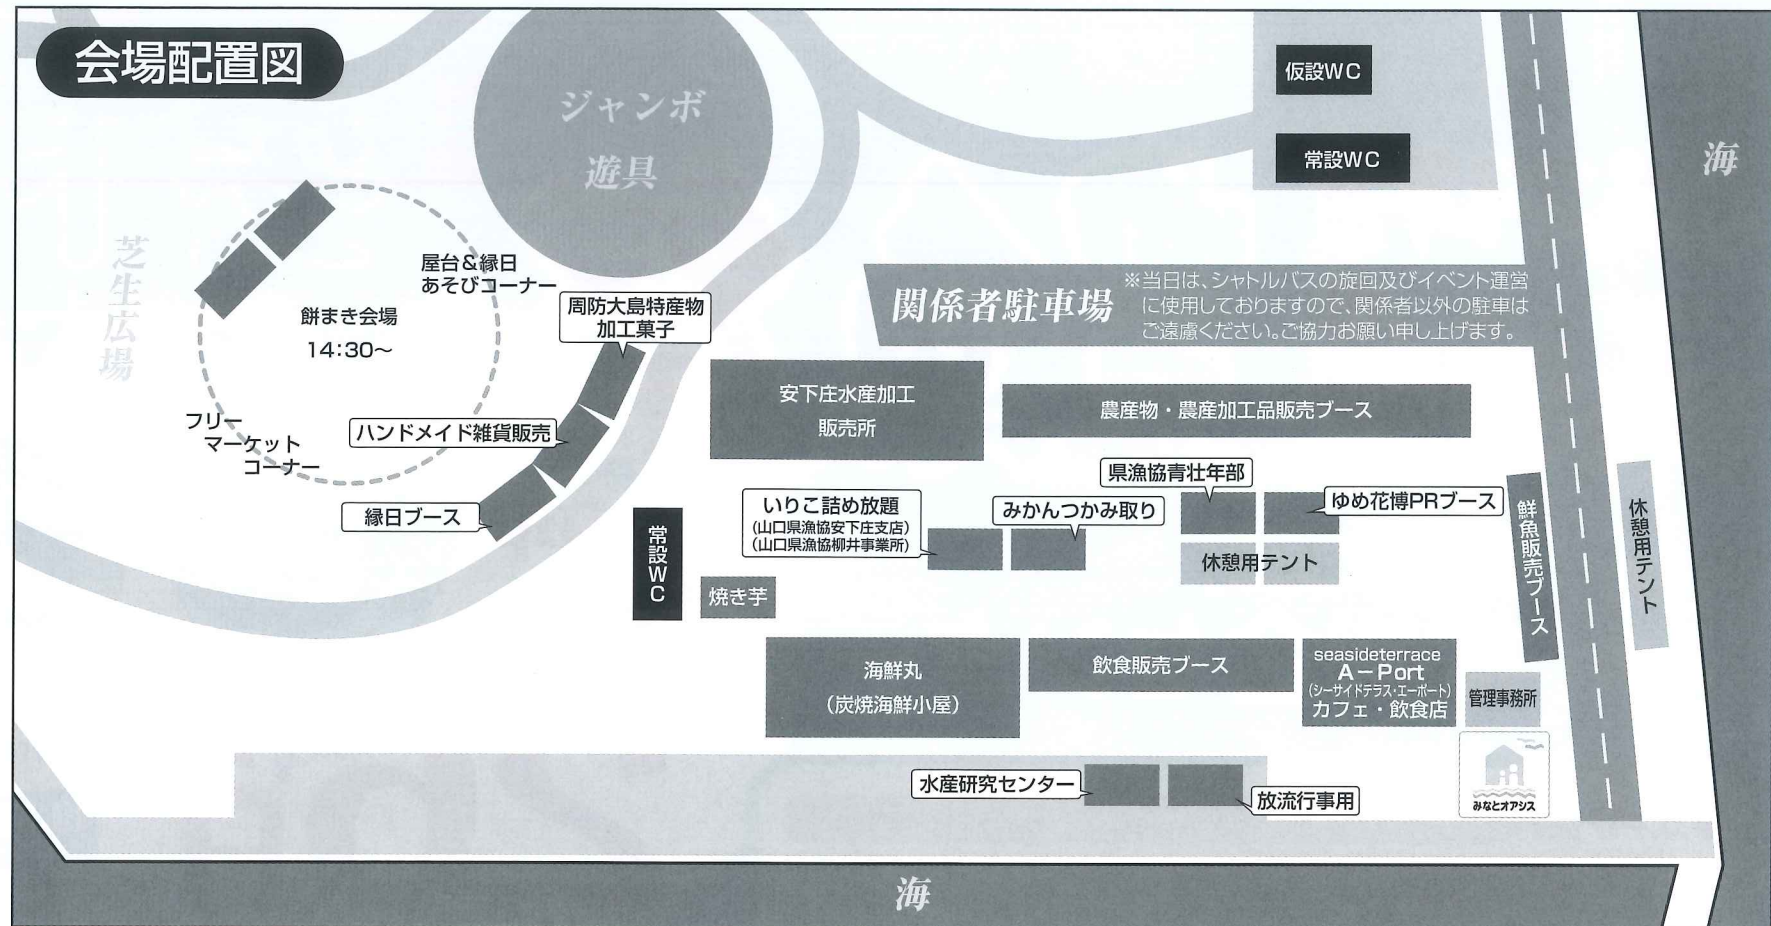 会場配置図
ジャンボ
遊具
仮設WC
常設WC
海
芝生広場
屋台&縁日
あそびコーナー
餅まき会場
14:30〜
周防大島特産物
加工菓子
関係者駐車場
※当日は、シャトルバスの旋回及びイベント運営
に使用しておりますので、関係者以外の駐車は
ご遠慮ください。ご協力お願い申し上げます。
フリー
マーケット
コーナー
ハンドメイド雑貨販売
縁日ブース
安下庄水産加工
販売所
農産物・農産加工品販売ブース
県漁協青壮年部
ゆめ花博PRブース
いりこ詰め放題
(山口県漁協安下庄支店)
(山口県漁協柳井事業所)
みかんつかみ取り
休憩用テント
鮮魚販売ブース
休憩用テント
常設WC
焼き芋
海鮮丸
(炭焼海鮮小屋)
飲食販売ブース
seasideterrace
A−Port
(シーサイドテラス・エーポート)
カフェ・飲食店
管理事務所
みなとオアシス
水産研究センター
放流行事用
海